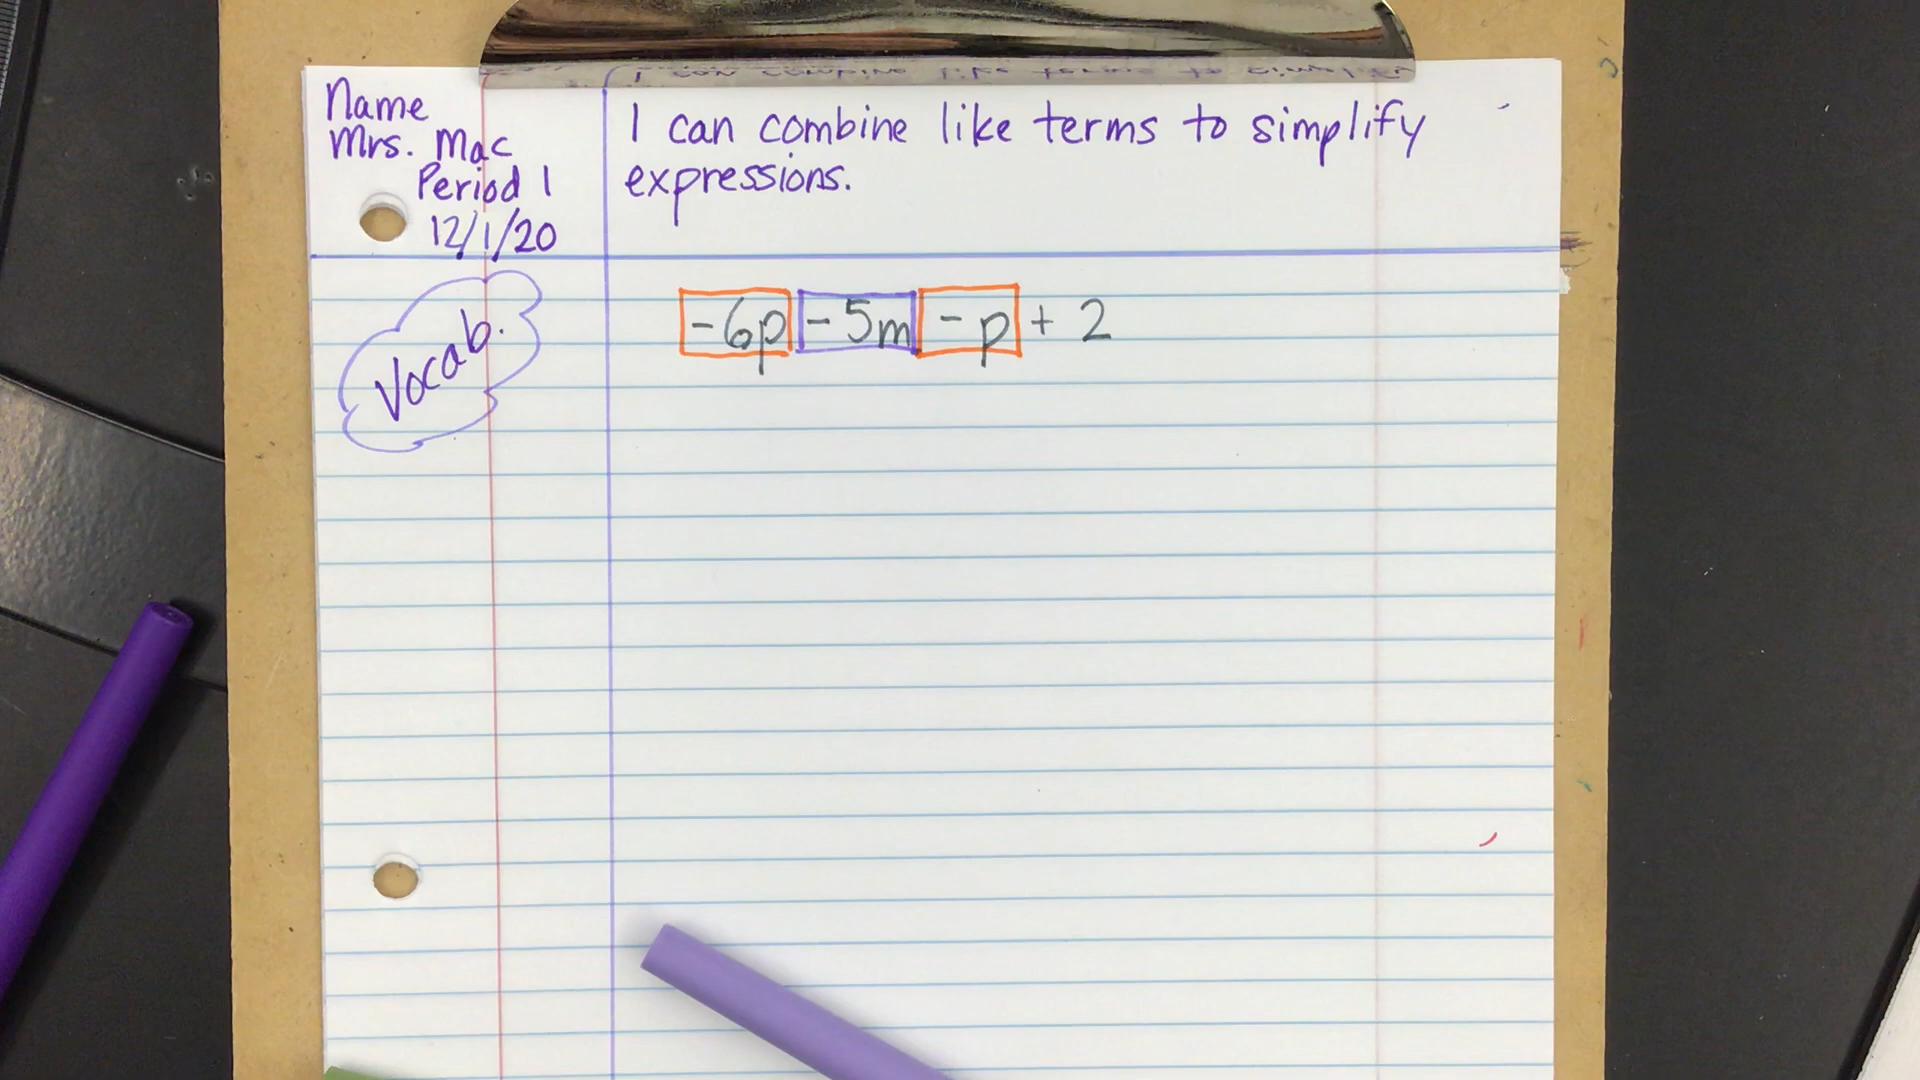 Name
Mrs. Mac
Period 1
12/1/20
I can combine like terms to simplify
expressions.
Vocab.
-6p - 5m - p + 2